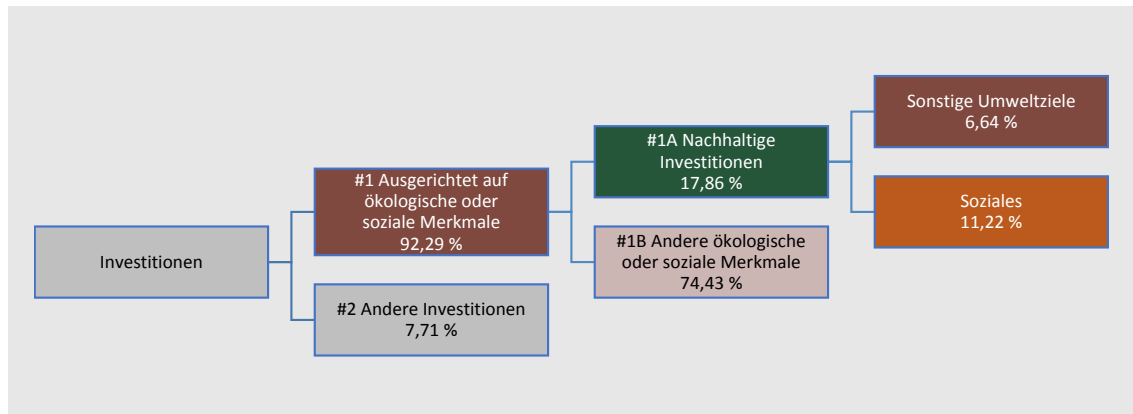 Investitionen
#1 Ausgerichtet auf
ökologische oder
soziale Merkmale
92,29 %
#2 Andere Investitionen
7,71 %
#1A Nachhaltige
Investitionen
17,86 %
#1B Andere ökologische
oder soziale Merkmale
74,43 %
Sonstige Umweltziele
6,64 %
Soziales
11,22 %